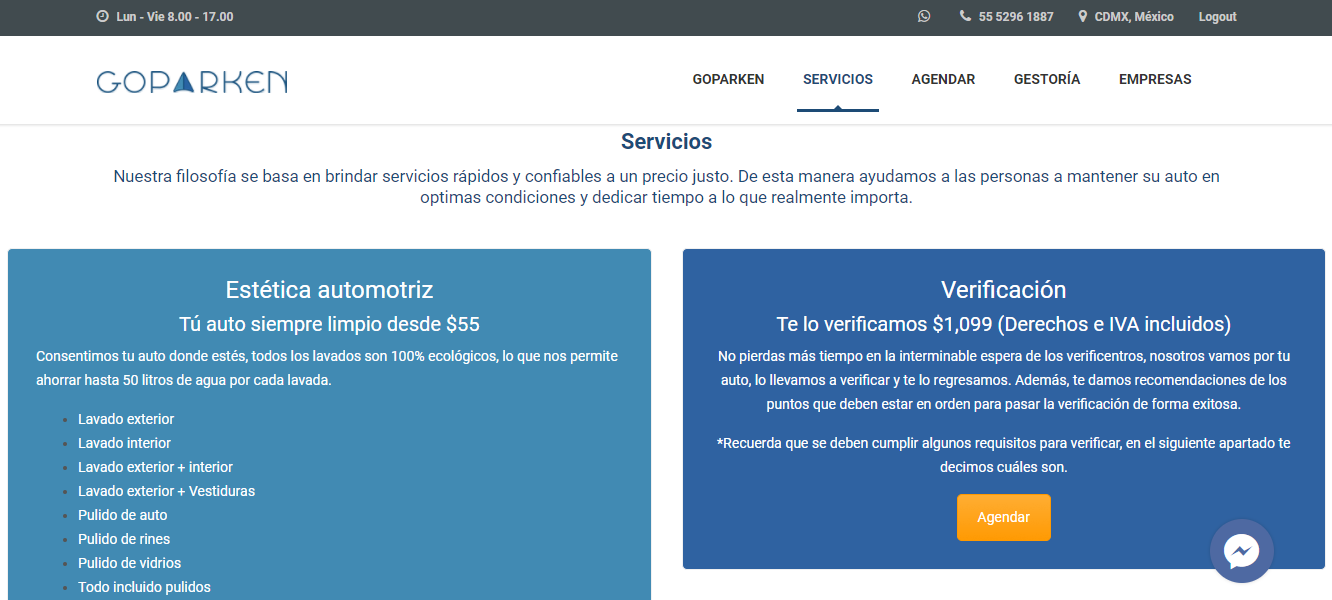 Lun - Vie 8.00 - 17.00
55 5296 1887
CDMX, México
Logout
GOPARKEN
GOPARKEN
SERVICIOS
AGENDAR
GESTORÍA
EMPRESAS
Servicios
Nuestra filosofía se basa en brindar servicios rápidos y confiables a un precio justo. De esta manera ayudamos a las personas a mantener su auto en
optimas condiciones y dedicar tiempo a lo que realmente importa.
Estética automotriz
Tú auto siempre limpio desde $55
Consentimos tu auto donde estés, todos los lavados son 100% ecológicos, lo que nos permite
ahorrar hasta 50 litros de agua por cada lavada.
Lavado exterior
Lavado interior
Lavado exterior + interior
Lavado exterior + Vestiduras
Pulido de auto
Pulido de rines
Pulido de vidrios
Todo incluido pulidos
Verificación
Te lo verificamos $1,099 (Derechos e IVA incluidos)
No pierdas más tiempo en la interminable espera de los verificentros, nosotros vamos por tu
auto, lo llevamos a verificar y te lo regresamos. Además, te damos recomendaciones de los
puntos que deben estar en orden para pasar la verificación de forma exitosa.
*Recuerda que se deben cumplir algunos requisitos para verificar, en el siguiente apartado te
decimos cuáles son.
Agendar